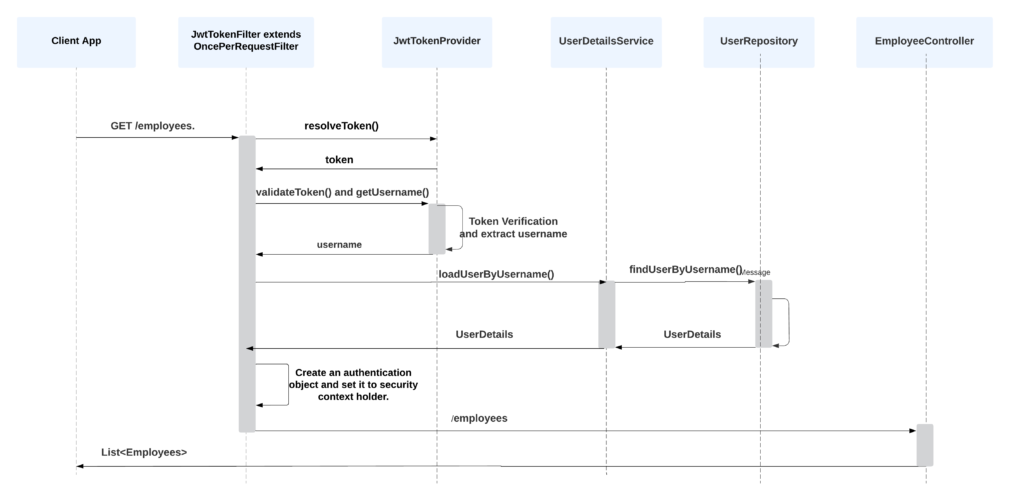 Client App
JwtTokenFilter extends
OncePerRequestFilter
JwtTokenProvider
UserDetailsService
UserRepository
EmployeeController
GET /employees.
resolveToken()
token
validateToken() and getUsername()
Token Verification
and extract username
username
loadUserByUsername()
findUserByUsername()
Message
UserDetails
UserDetails
Create an authentication
object and set it to security
context holder.
/employees
List<Employees>